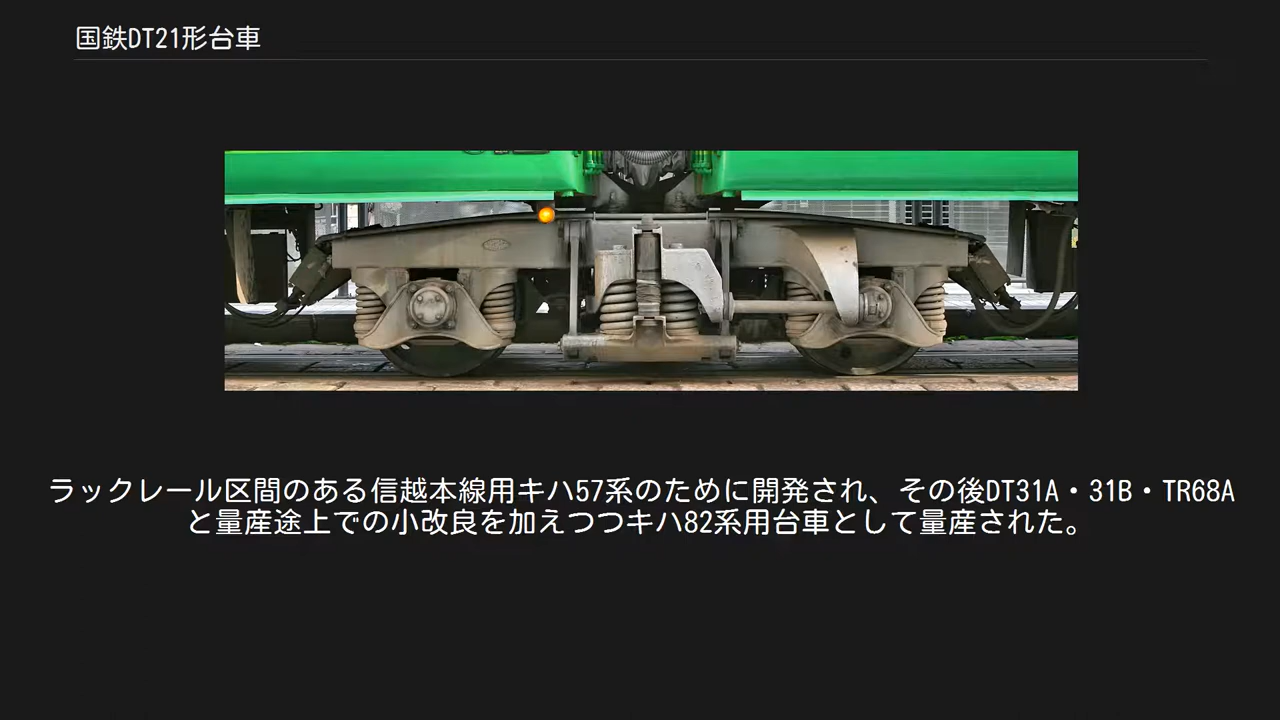 国鉄DT21形台車
ラックレール区間のある信越本線用キハ57系のために開発され、その後DT31A・31B・TR68A
と量産途上での小改良を加えつつキハ82系用台車として量産された。